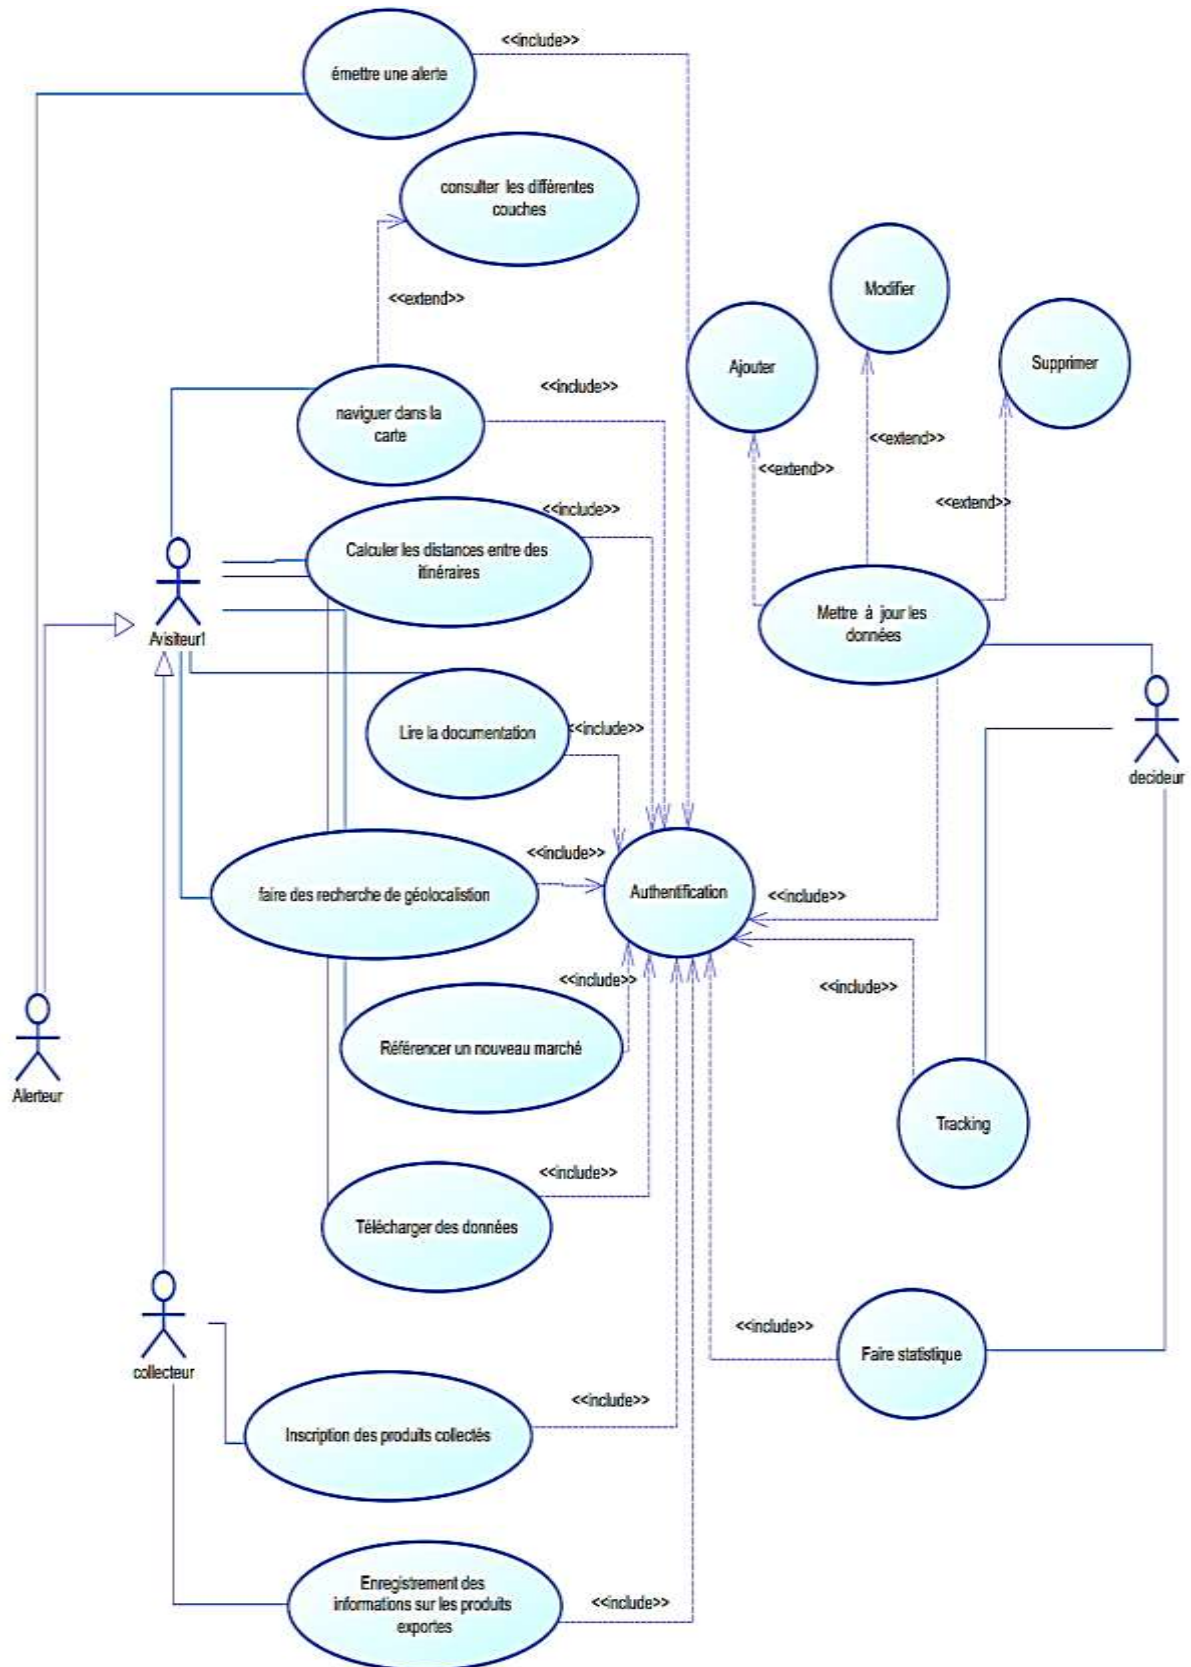 <<include>>
émettre une alerte
consulter les différentes
couches
<<extend>>
Modifier
Ajouter
Supprimer
<<include>>
naviguer dans la
carte
<<extend>>
<<extend>>
<<extend>>
<<include>>
Calculer les distances entre des
itinéraires
Mettre à jour les
données
Avisiteur1
Lire la documentation
<<include>>
decideur
<<include>>
faire des recherche de géolocalistion
Authentification
<<include>>
<<include>>
<<include>>
Référencer un nouveau marché
Alerteur
Tracking
<<include>>
Télécharger des données
<<include>>
Faire statistique
collecteur
<<include>>
Inscription des produits collectés
Enregistrement des
informations sur les produits
exportes
<<include>>